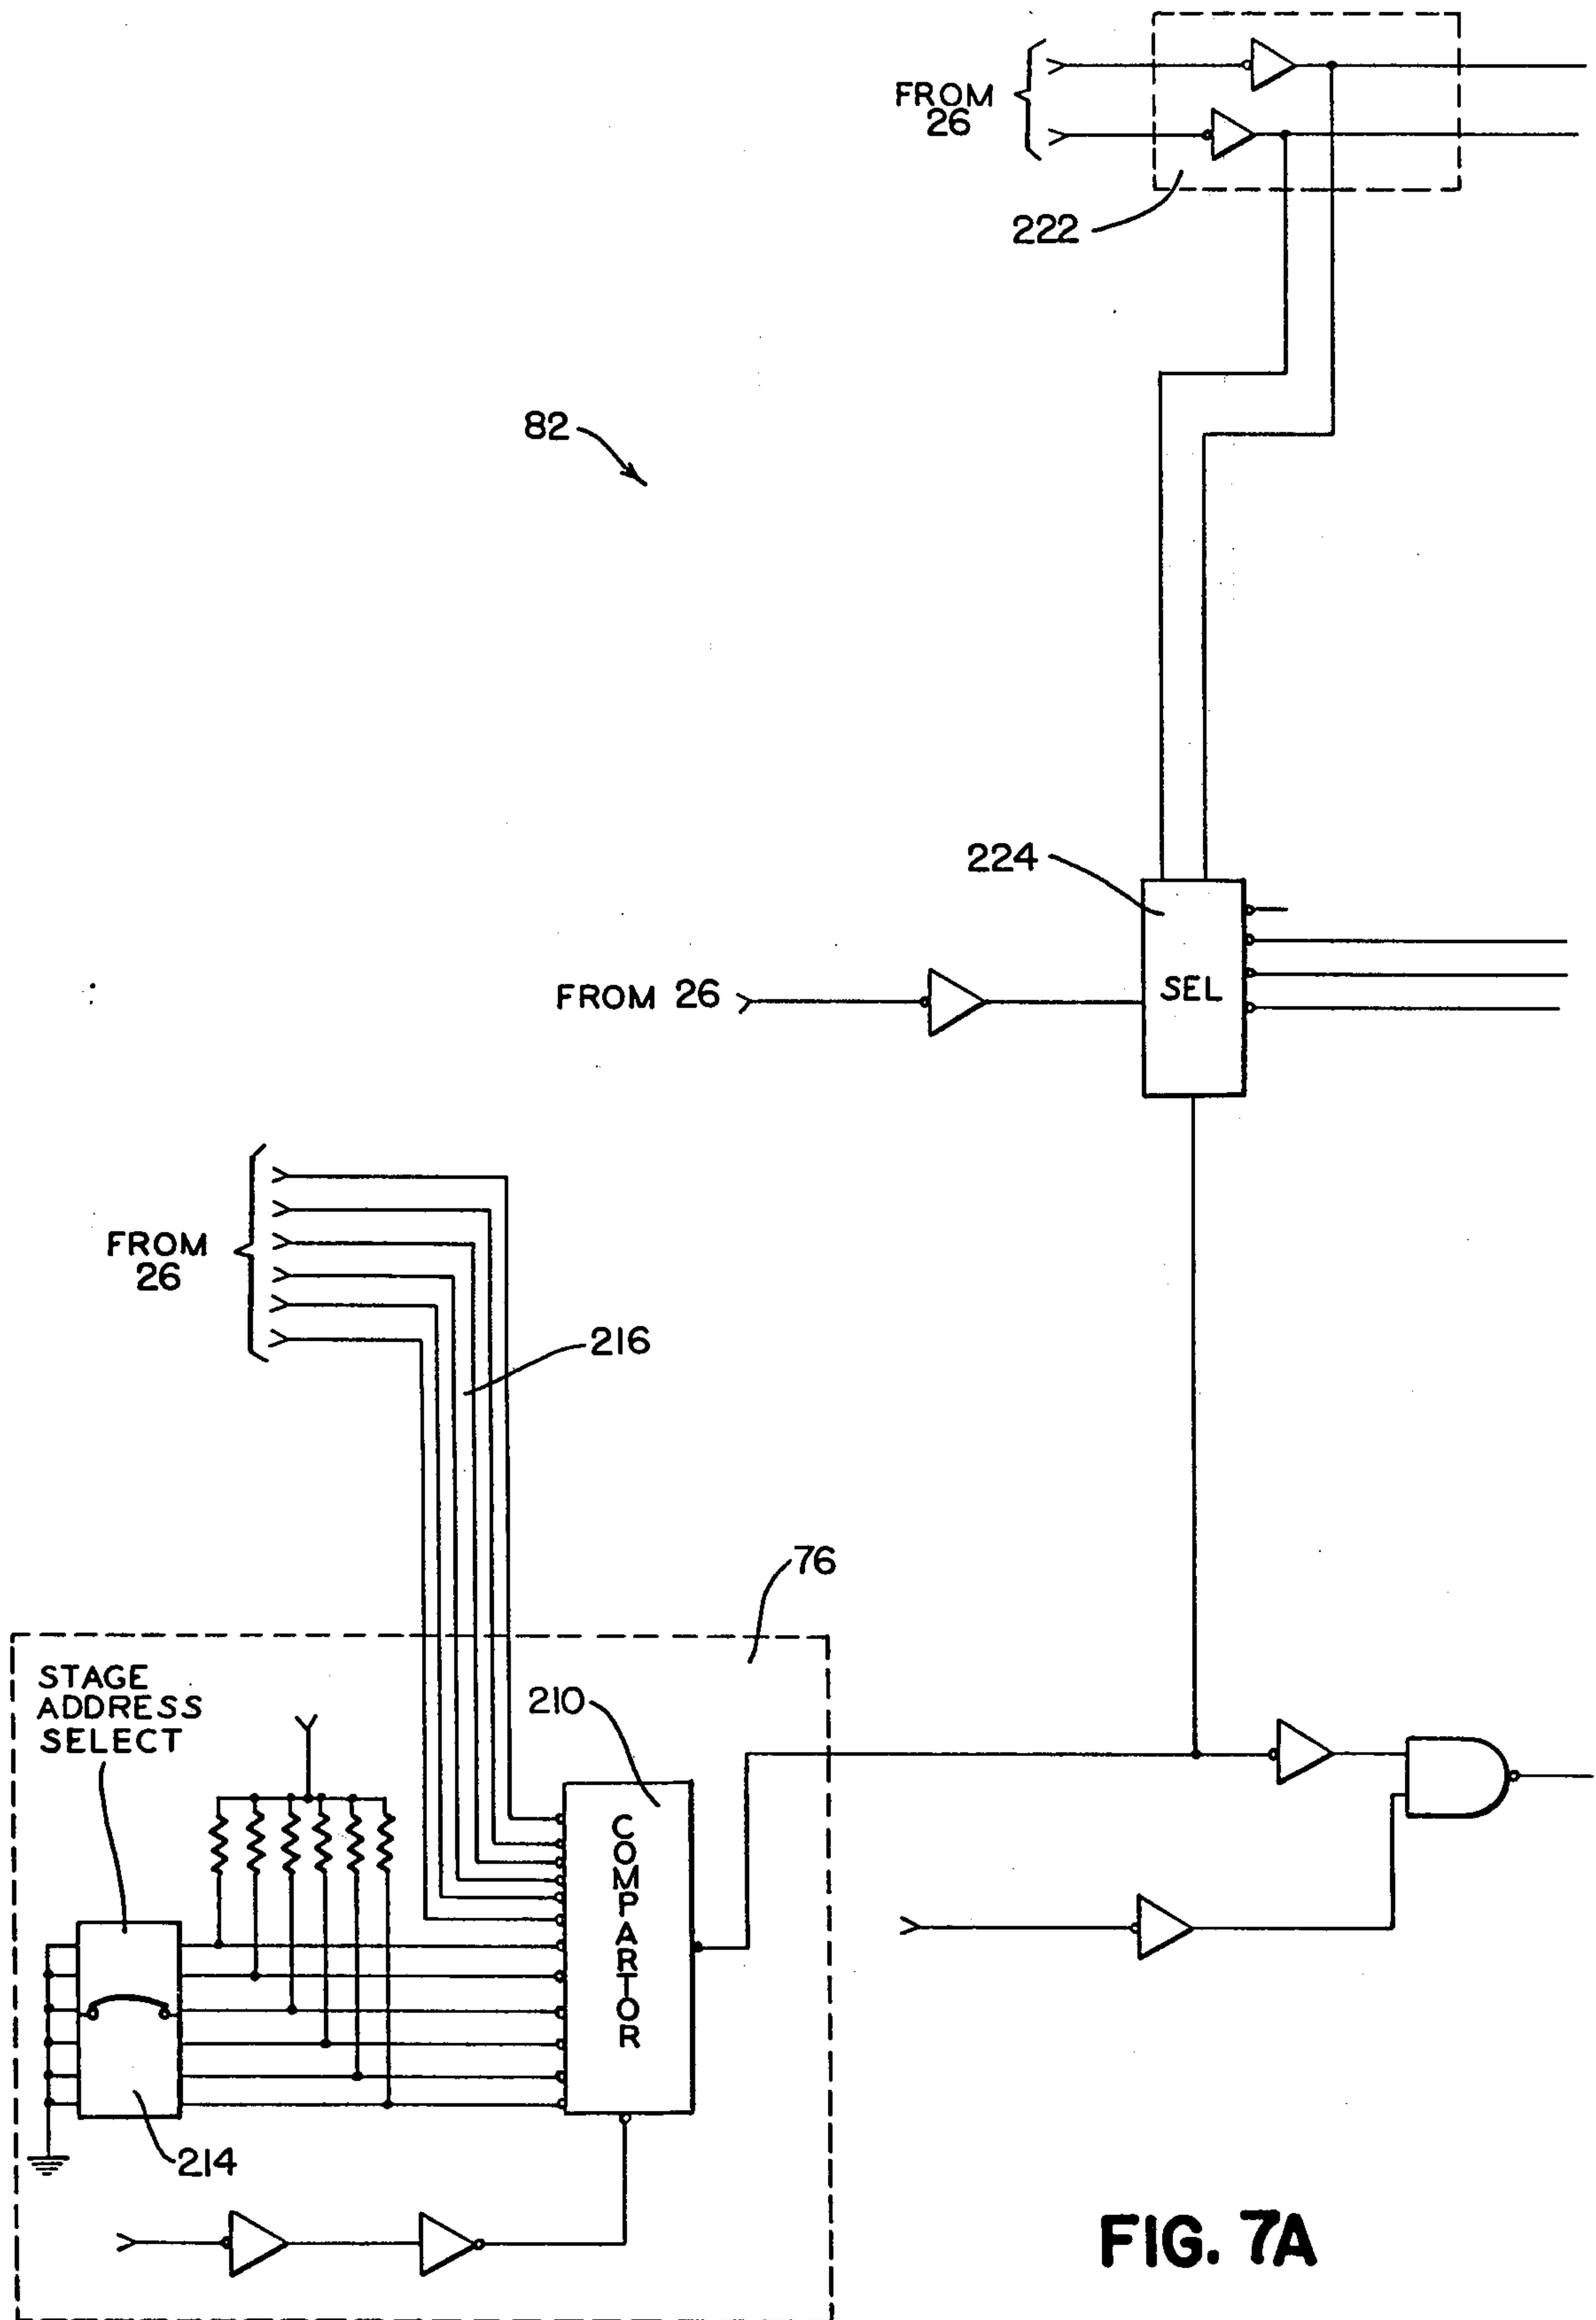 FROM
26
222
82
224
SEL
FROM 26
FROM
26
216
76
STAGE
ADDRESS
SELECT
210
COMPARTOR
214
FIG. 7A